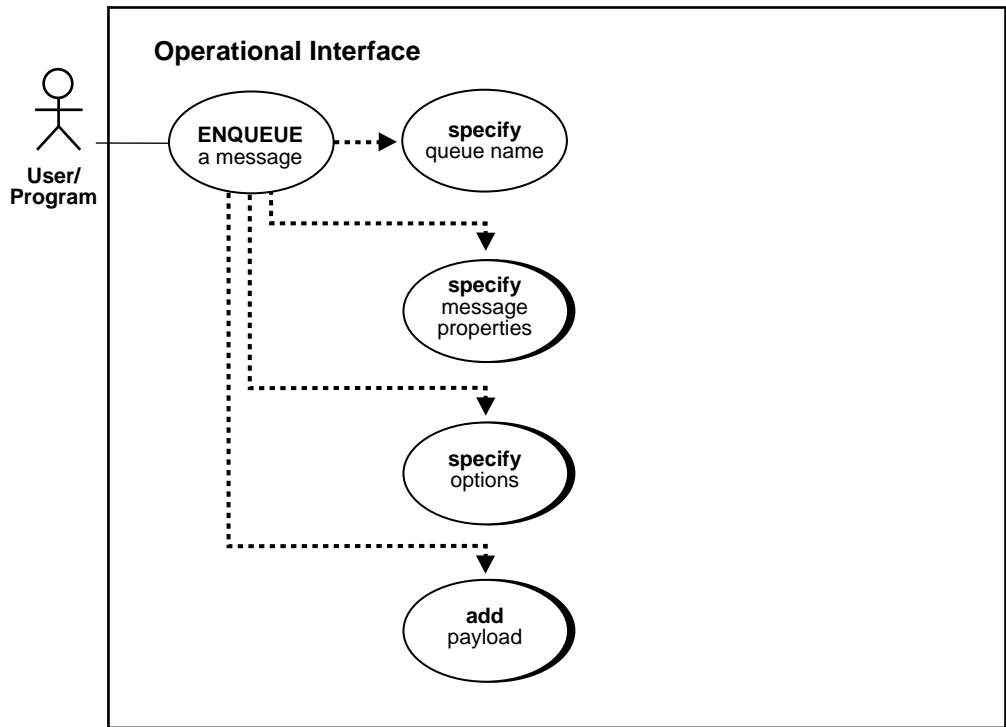 Operational Interface
User/
Program
ENQUEUE
a message
specify
queue name
specify
message
properties
specify
options
add
payload